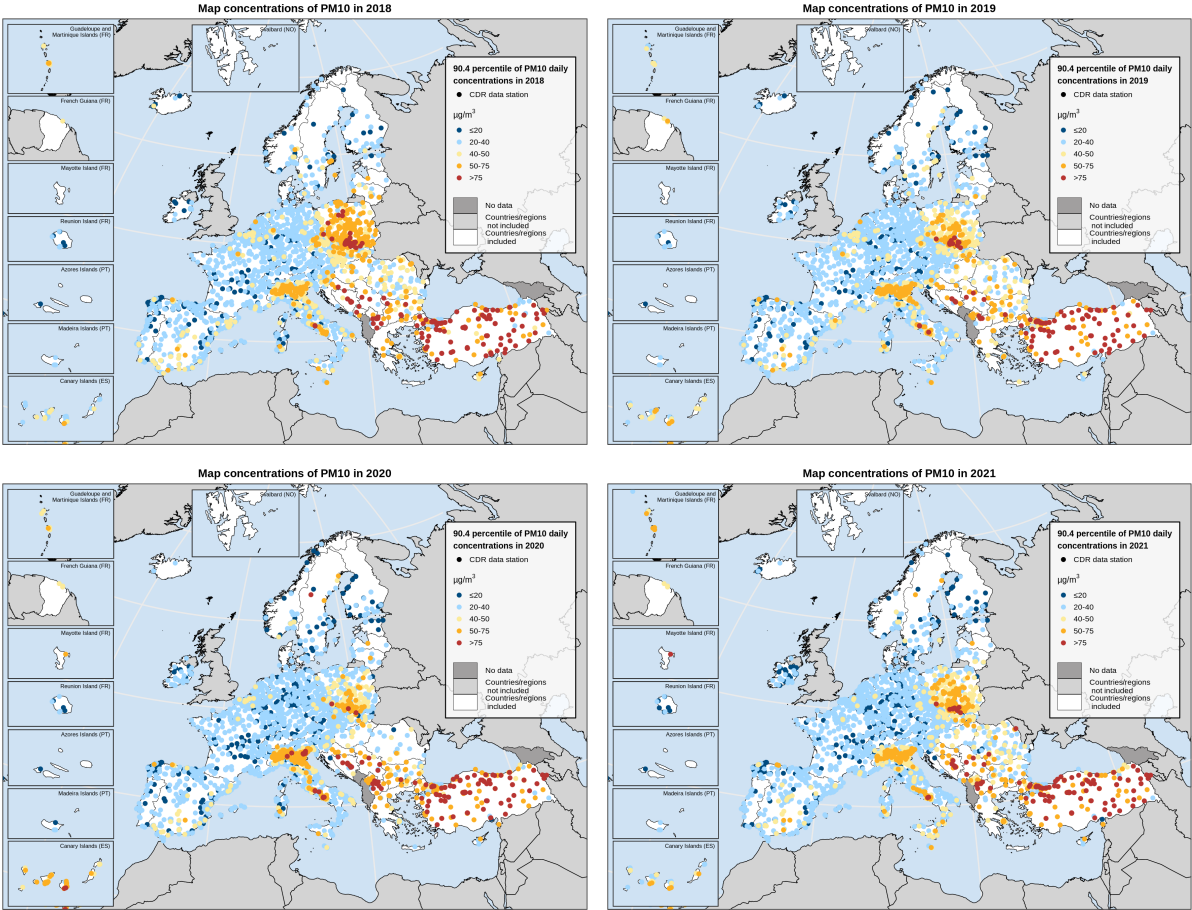 Map concentrations of PM10 in 2018
Guadeloupe and
Martinique Islands (FR)
French Guiana (FR)
Mayotte Island (FR)
Reunion Island (FR)
Azores Islands (PT)
Madeira Islands (PT)
Canary Islands (ES)
Svalbard (NO)
90.4 percentile of PM10 daily
concentrations in 2018
CDR data station
µg/m³
≤20
20-40
40-50
50-75
>75
No data
Countries/regions
not included
Countries/regions
included
Map concentrations of PM10 in 2019
Guadeloupe and
Martinique Islands (FR)
French Guiana (FR)
Mayotte Island (FR)
Reunion Island (FR)
Azores Islands (PT)
Madeira Islands (PT)
Canary Islands (ES)
Svalbard (NO)
90.4 percentile of PM10 daily
concentrations in 2019
CDR data station
µg/m³
≤20
20-40
40-50
50-75
>75
No data
Countries/regions
not included
Countries/regions
included
Map concentrations of PM10 in 2020
Guadeloupe and
Martinique Islands (FR)
French Guiana (FR)
Mayotte Island (FR)
Reunion Island (FR)
Azores Islands (PT)
Madeira Islands (PT)
Canary Islands (ES)
Svalbard (NO)
90.4 percentile of PM10 daily
concentrations in 2020
CDR data station
µg/m³
≤20
20-40
40-50
50-75
>75
No data
Countries/regions
not included
Countries/regions
included
Map concentrations of PM10 in 2021
Guadeloupe and
Martinique Islands (FR)
French Guiana (FR)
Mayotte Island (FR)
Reunion Island (FR)
Azores Islands (PT)
Madeira Islands (PT)
Canary Islands (ES)
Svalbard (NO)
90.4 percentile of PM10 daily
concentrations in 2021
CDR data station
µg/m³
≤20
20-40
40-50
50-75
>75
No data
Countries/regions
not included
Countries/regions
included